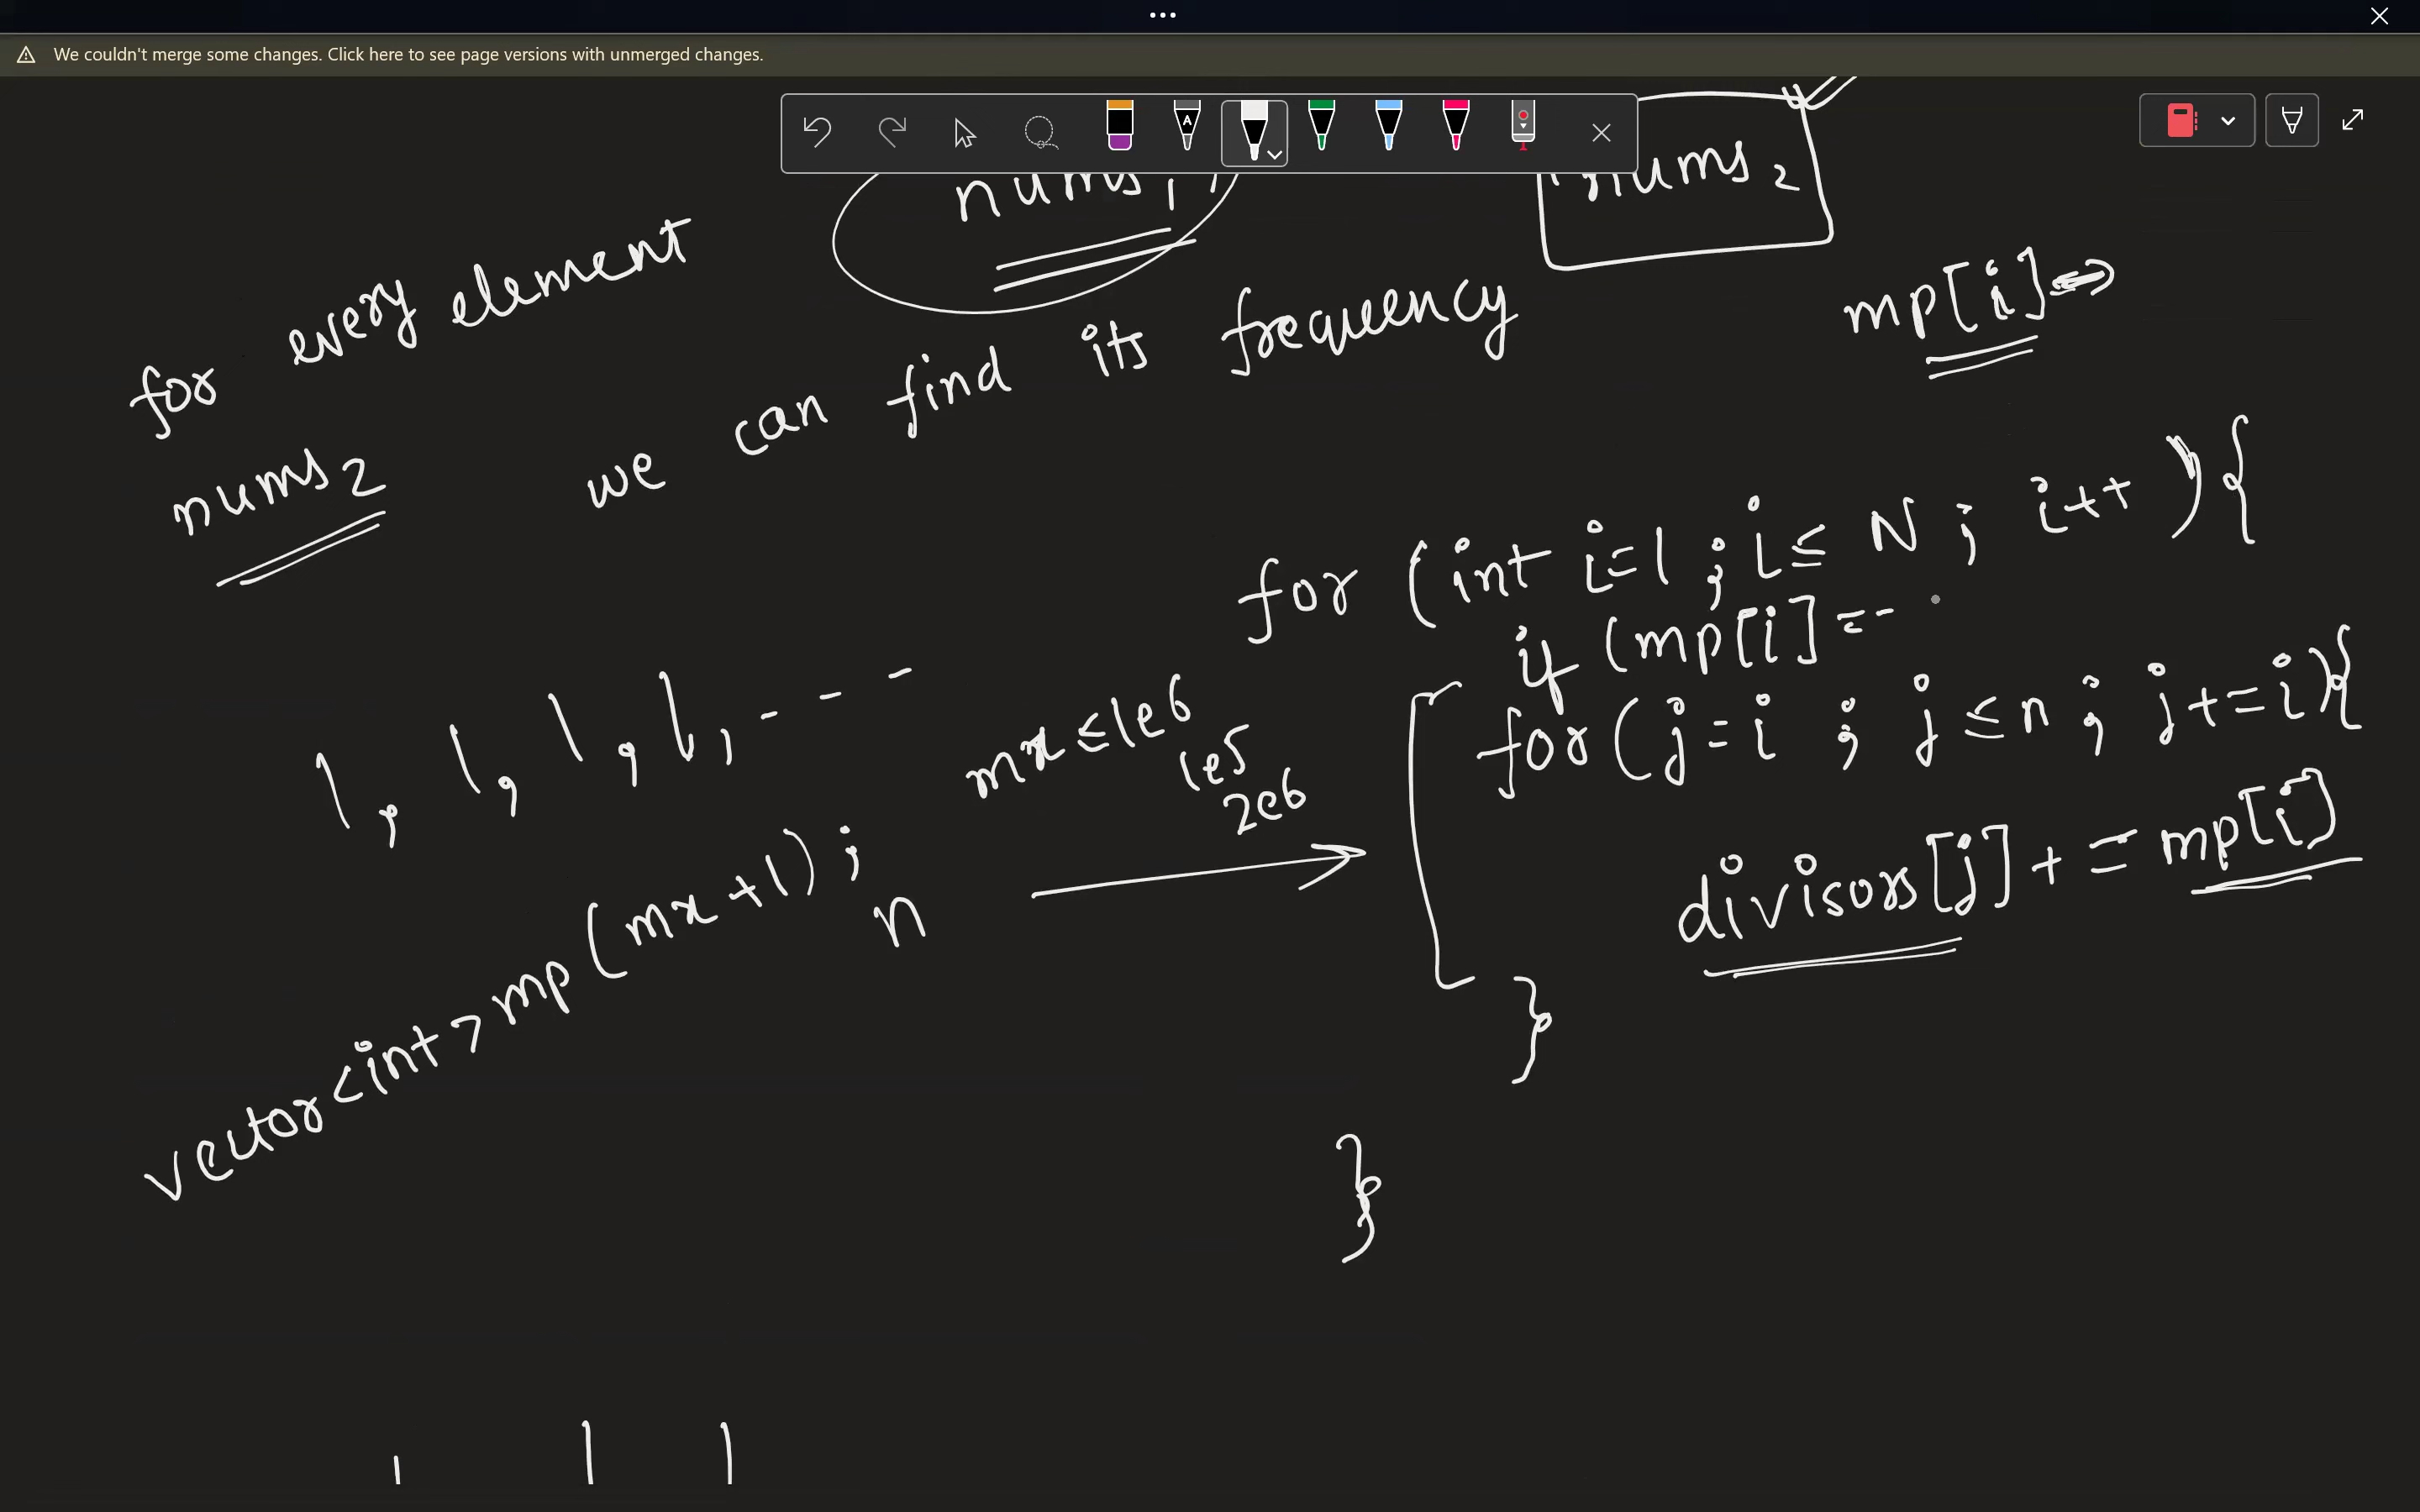 We couldn't merge some changes. Click here to see page versions with unmerged changes.
nums1,
nums2
for every element
nums2
we can find its frequency
mp[i]
for (int i=1 ; i≤ N ; i++ ){
if (mp[i]==
for(j=i ; j≤n ; j+=i){
divisors[j] += mp[i]
}
}
1, 1, 1, 1, - - -
mx≤1e6
1e5
2e6
vector<int>mp(mx+1);
n